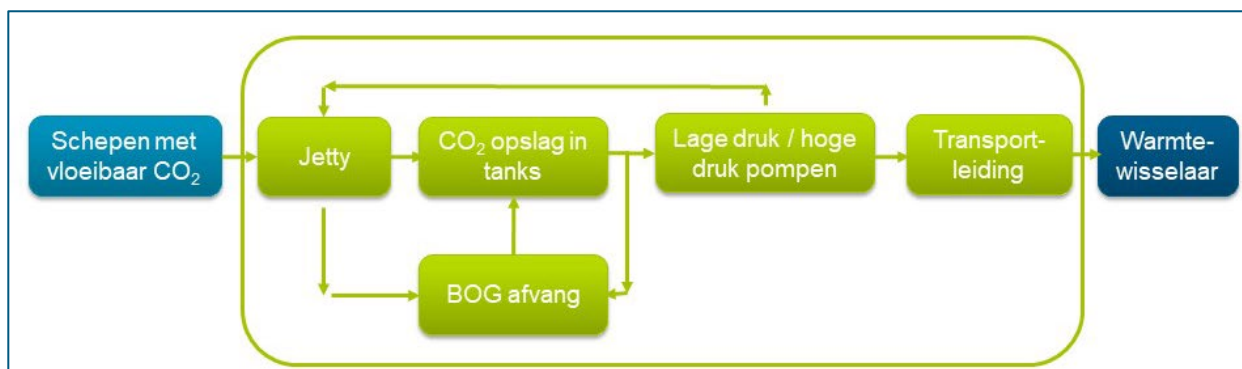 Schepen met
vloeibaar CO₂
Jetty
CO₂ opslag in
tanks
Lage druk / hoge
druk pompen
Transport-
leiding
Warmte-
wisselaar
BOG afvang